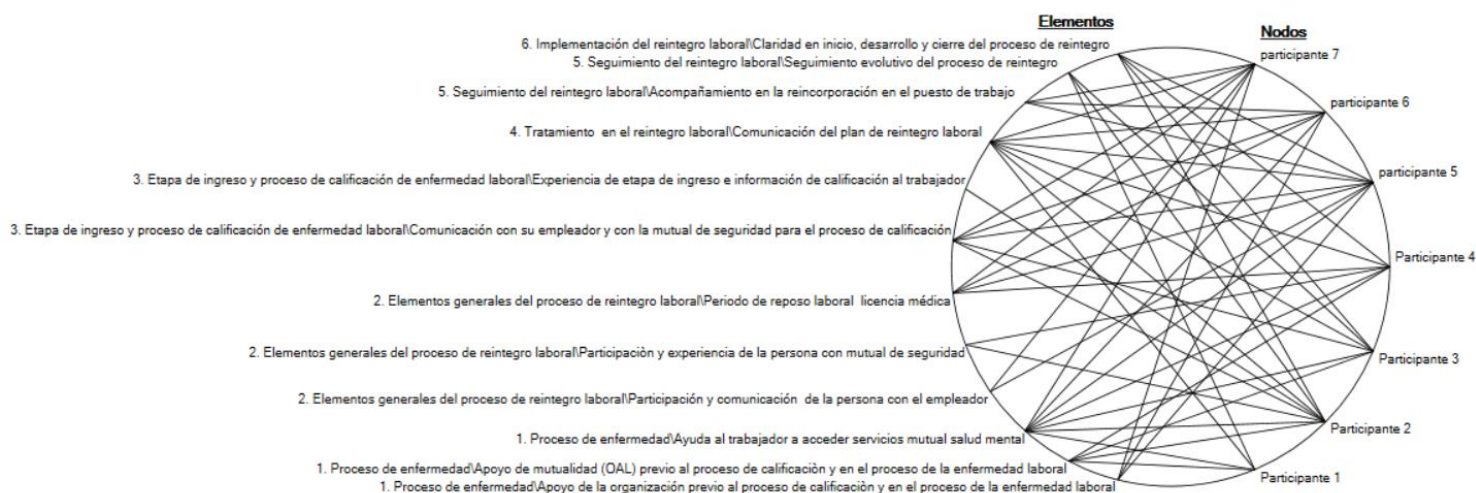 Elementos
6. Implementación del reintegro laboral\Claridad en inicio, desarrollo y cierre del proceso de reintegro
5. Seguimiento del reintegro laboral\Seguimiento evolutivo del proceso de reintegro
5. Seguimiento del reintegro laboral\Acompañamiento en la reincorporación en el puesto de trabajo
4. Tratamiento en el reintegro laboral\Comunicación del plan de reintegro laboral
3. Etapa de ingreso y proceso de calificación de enfermedad laboral\Experiencia de etapa de ingreso e información de calificación al trabajador
3. Etapa de ingreso y proceso de calificación de enfermedad laboral\Comunicación con su empleador y con la mutual de seguridad para el proceso de calificación
2. Elementos generales del proceso de reintegro laboral\Periodo de reposo laboral licencia médica
2. Elementos generales del proceso de reintegro laboral\Participaciòn y experiencia de la persona con mutual de seguridad
2. Elementos generales del proceso de reintegro laboral\Participación y comunicación de la persona con el empleador
1. Proceso de enfermedad\Ayuda al trabajador a acceder servicios mutual salud mental
1. Proceso de enfermedad\Apoyo de mutualidad (OAL) previo al proceso de calificaciòn y en el proceso de la enfermedad laboral
1. Proceso de enfermedad\Apoyo de la organización previo al proceso de calificaciòn y en el proceso de la enfermedad laboral
Nodos
participante 7
participante 6
participante 5
Participante 4
Participante 3
Participante 2
Participante 1